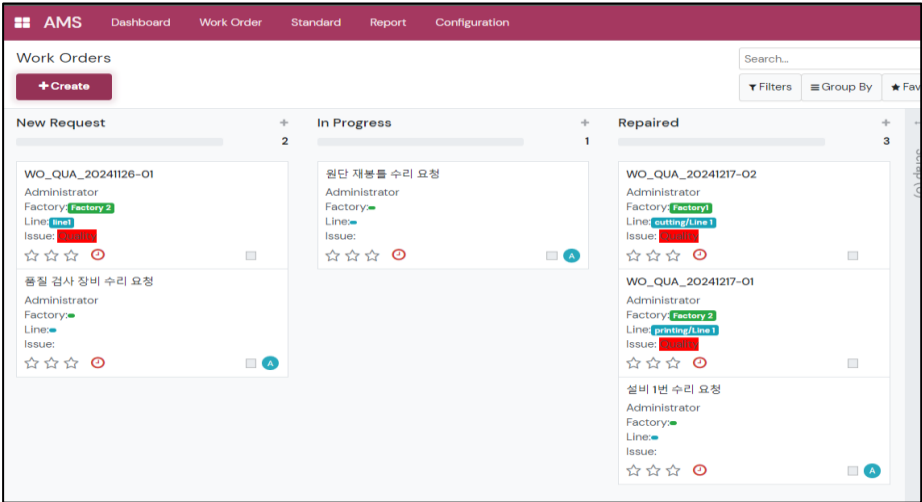 AMS Dashboard Work Order Standard Report Configuration
Work Orders
Search...
+Create
Filters Group By Fav
New Request + 2
WO_QUA_20241126-01
Administrator
Factory: Factory 2
Line: line1
Issue: Quality
품질 검사 장비 수리 요청
Administrator
Factory:
Line:
Issue:
A
In Progress + 1
원단 재봉틀 수리 요청
Administrator
Factory:
Line:
Issue:
A
Repaired + 3
WO_QUA_20241217-02
Administrator
Factory: Factory1
Line: cutting/Line 1
Issue: Quality
WO_QUA_20241217-01
Administrator
Factory: Factory 2
Line: printing/Line 1
Issue: Quality
설비 1번 수리 요청
Administrator
Factory:
Line:
Issue:
A